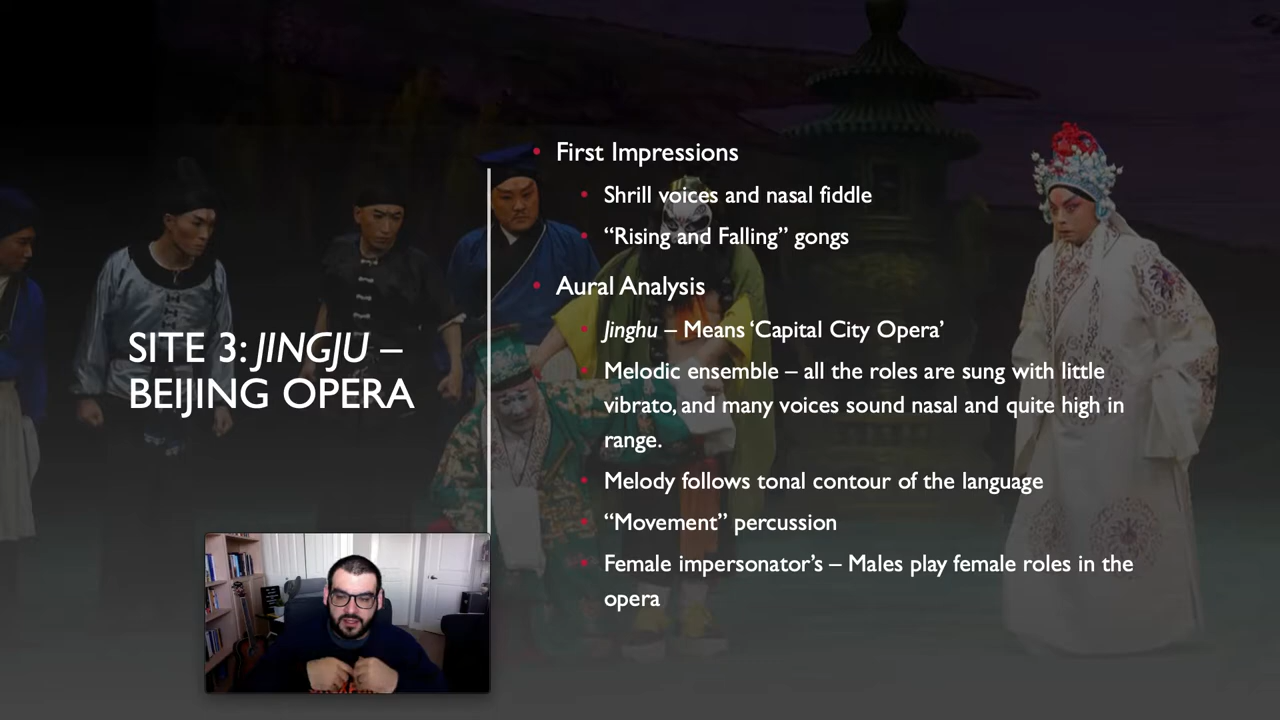 SITE 3: JINGJU –
BEIJING OPERA
First Impressions
Shrill voices and nasal fiddle
“Rising and Falling” gongs
Aural Analysis
Jinghu – Means ‘Capital City Opera’
Melodic ensemble – all the roles are sung with little
vibrato, and many voices sound nasal and quite high in
range.
Melody follows tonal contour of the language
“Movement” percussion
Female impersonator’s – Males play female roles in the
opera